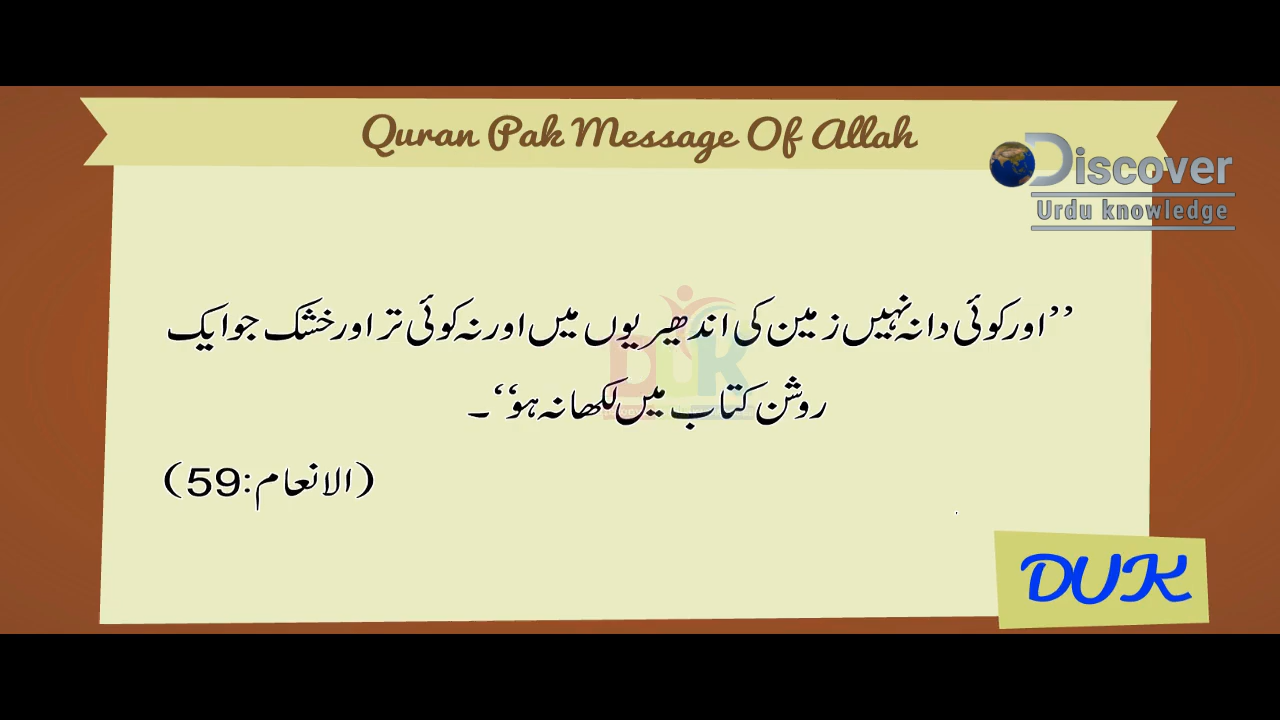 Quran Pak Message Of Allah
Discover
Urdu knowledge
’’اور کوئی دانہ نہیں زمین کی اندھیریوں میں اور نہ کوئی تر اور خشک جو ایک
روشن کتاب میں لکھا نہ ہو‘‘۔
(الانعام:59)
DUK